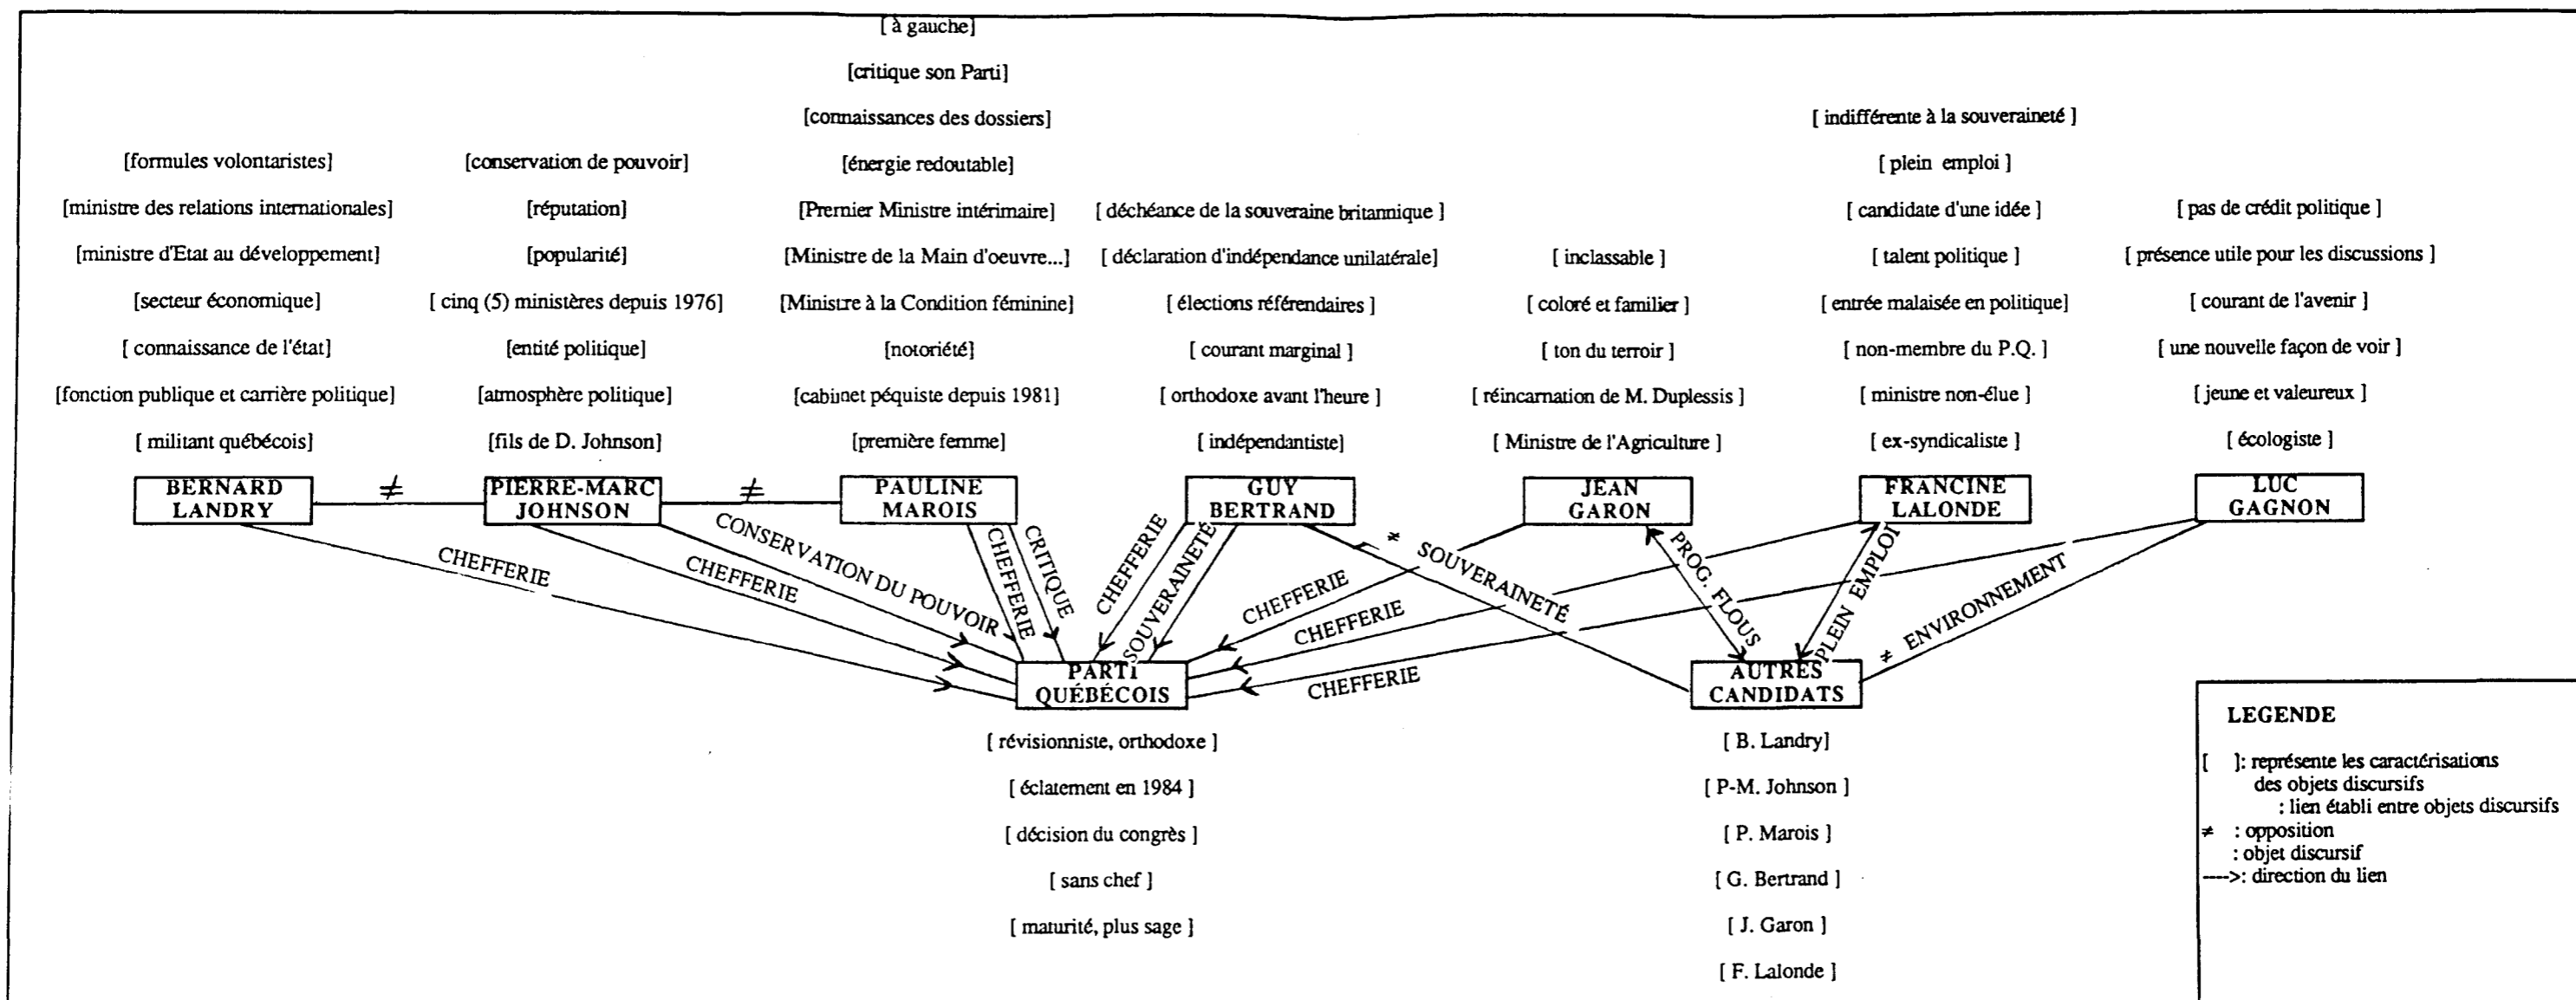 [ à gauche]
[critique son Parti]
[connaissances des dossiers]
[ indifférente à la souveraineté ]
[formules volontaristes]
[conservation de pouvoir]
[énergie redoutable]
[ plein emploi ]
[ministre des relations internationales]
[réputation]
[Premier Ministre intérimaire]
[ déchéance de la souveraine britannique ]
[ candidate d'une idée ]
[ pas de crédit politique ]
[ministre d'Etat au développement]
[popularité]
[Ministre de la Main d'oeuvre...]
[ déclaration d'indépendance unilatérale]
[ inclassable ]
[ talent politique ]
[ présence utile pour les discussions ]
[secteur économique]
[ cinq (5) ministères depuis 1976]
[Ministre à la Condition féminine]
[ élections référendaires ]
[ coloré et familier ]
[ entrée malaisée en politique]
[ courant de l'avenir ]
[ connaissance de l'état]
[entité politique]
[notoriété]
[ courant marginal ]
[ ton du terroir ]
[ non-membre du P.Q. ]
[ une nouvelle façon de voir ]
[fonction publique et carrière politique]
[atmosphère politique]
[cabinet péquiste depuis 1981]
[ orthodoxe avant l'heure ]
[ réincarnation de M. Duplessis ]
[ ministre non-élue ]
[ jeune et valeureux ]
[ militant québécois]
[fils de D. Johnson]
[première femme]
[ indépendantiste]
[ Ministre de l'Agriculture ]
[ ex-syndicaliste ]
[ écologiste ]
BERNARD
LANDRY
≠
PIERRE-MARC
JOHNSON
≠
PAULINE
MAROIS
GUY
BERTRAND
JEAN
GARON
FRANCINE
LALONDE
LUC
GAGNON
CHEFFERIE
CHEFFERIE
CONSERVATION DU POUVOIR
CHEFFERIE
CRITIQUE
CHEFFERIE
SOUVERAINETÉ
CHEFFERIE
≠ SOUVERAINETÉ
CHEFFERIE
PROG. FLOUS
PLEIN EMPLOI
≠ ENVIRONNEMENT
CHEFFERIE
PARTI
QUÉBÉCOIS
AUTRES
CANDIDATS
[ révisionniste, orthodoxe ]
[ éclatement en 1984 ]
[ décision du congrès ]
[ sans chef ]
[ maturité, plus sage ]
[ B. Landry]
[ P-M. Johnson ]
[ P. Marois ]
[ G. Bertrand ]
[ J. Garon ]
[ F. Lalonde ]
LEGENDE
[ ]: représente les caractérisations
des objets discursifs
: lien établi entre objets discursifs
≠ : opposition
: objet discursif
---->: direction du lien